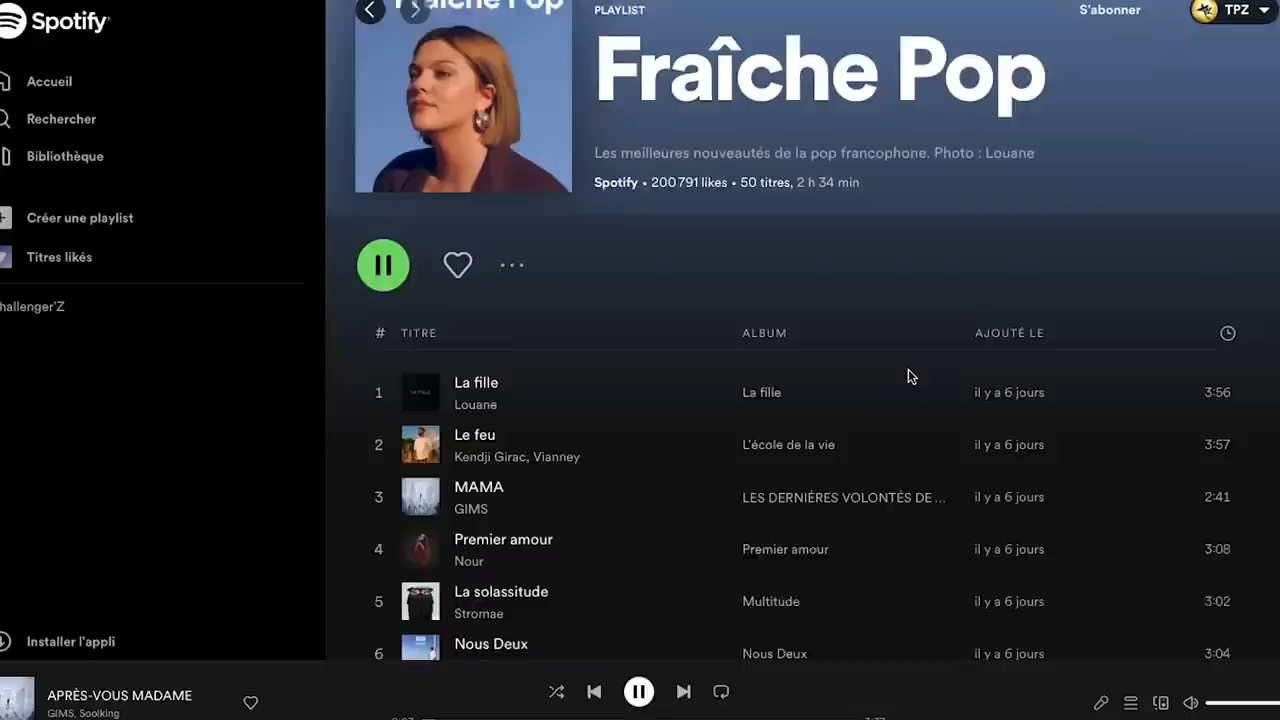 Spotify
Accueil
Rechercher
Bibliothèque
Créer une playlist
Titres likés
hallenger'Z
Installer l'appli
Fraîche Pop
PLAYLIST
S'abonner
TPZ
Fraîche Pop
Les meilleures nouveautés de la pop francophone. Photo : Louane
Spotify • 200 791 likes • 50 titres, 2 h 34 min
# TITRE ALBUM AJOUTÉ LE
1 La fille La fille il y a 6 jours 3:56
Louane
2 Le feu L'école de la vie il y a 6 jours 3:57
Kendji Girac, Vianney
3 MAMA LES DERNIÈRES VOLONTÉS DE ... il y a 6 jours 2:41
GIMS
4 Premier amour Premier amour il y a 6 jours 3:08
Nour
5 La solassitude Multitude il y a 6 jours 3:02
Stromae
6 Nous Deux Nous Deux il y a 6 jours 3:04
APRÈS-VOUS MADAME
GIMS, Soolking